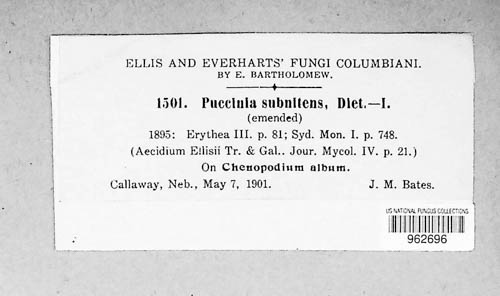 ELLIS AND EVERHARTS' FUNGI COLUMBIANI.
BY E. BARTHOLOMEW.
1501. Puccinia subnitens, Diet.—I.
(emended)
1895: Erythea III. p. 81; Syd. Mon. I. p. 748.
(Aecidium Ellisii Tr. & Gal.. Jour. Mycol. IV. p. 21.)
On Chenopodium album.
Callaway, Neb., May 7, 1901. J. M. Bates.
US NATIONAL FUNGUS COLLECTIONS
962696